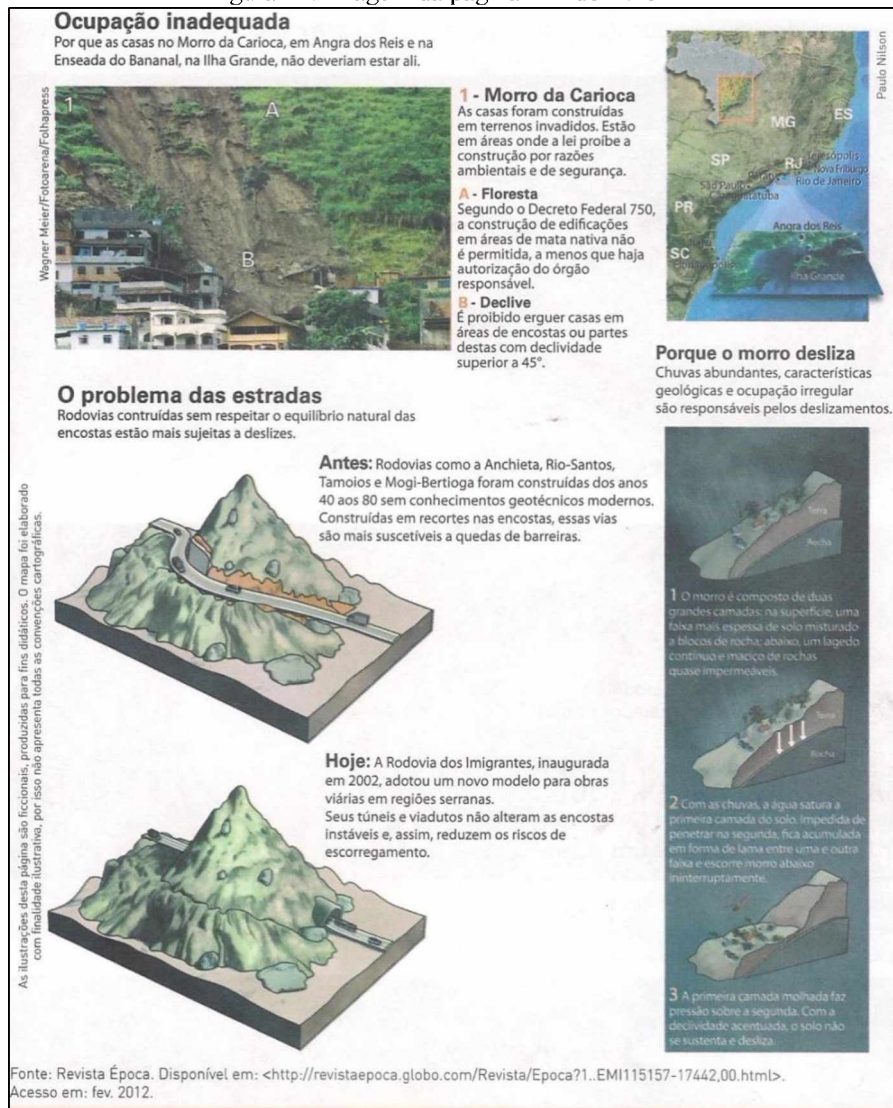 Ocupação inadequada
Por que as casas no Morro da Carioca, em Angra dos Reis e na
Enseada do Bananal, na Ilha Grande, não deveriam estar ali.
Wagner Meier/Fotoarena/Folhapress
1
A
B
1 - Morro da Carioca
As casas foram construídas
em terrenos invadidos. Estão
em áreas onde a lei proíbe a
construção por razões
ambientais e de segurança.
A - Floresta
Segundo o Decreto Federal 750,
a construção de edificações
em áreas de mata nativa não
é permitida, a menos que haja
autorização do órgão
responsável.
B - Declive
É proibido erguer casas em
áreas de encostas ou partes
destas com declividade
superior a 45°.
Paulo Nilson
MG
ES
SP
RJ
Teresópolis
Nova Friburgo
Rio de Janeiro
São Paulo
PR
Angra dos Reis
SC
Ilha Grande
Porque o morro desliza
Chuvas abundantes, características
geológicas e ocupação irregular
são responsáveis pelos deslizamentos.
O problema das estradas
Rodovias contruídas sem respeitar o equilíbrio natural das
encostas estão mais sujeitas a deslizes.
Antes: Rodovias como a Anchieta, Rio-Santos,
Tamoios e Mogi-Bertioga foram construídas dos anos
40 aos 80 sem conhecimentos geotécnicos modernos.
Construídas em recortes nas encostas, essas vias
são mais suscetíveis a quedas de barreiras.
Hoje: A Rodovia dos Imigrantes, inaugurada
em 2002, adotou um novo modelo para obras
viárias em regiões serranas.
Seus túneis e viadutos não alteram as encostas
instáveis e, assim, reduzem os riscos de
escorregamento.
As ilustrações desta página são ficcionais, produzidas para fins didáticos. O mapa foi elaborado
com finalidade ilustrativa, por isso não apresenta todas as convenções cartográficas.
Terra
Rocha
1 O morro é composto de duas
grandes camadas: na superfície, uma
faixa mais espessa de solo misturado
a blocos de rocha; abaixo, um lagedo
contínuo e maciço de rochas
quase impermeáveis.
Terra
Rocha
2 Com as chuvas, a água satura a
primeira camada do solo. Impedida de
penetrar na segunda, fica acumulada
em forma de lama entre uma e outra
faixa e escorre morro abaixo
ininterruptamente.
3 A primeira camada molhada faz
pressão sobre a segunda. Com a
declividade acentuada, o solo não
se sustenta e desliza.
Fonte: Revista Época. Disponível em: <http://revistaepoca.globo.com/Revista/Epoca?1..EMI115157-17442,00.html>.
Acesso em: fev. 2012.